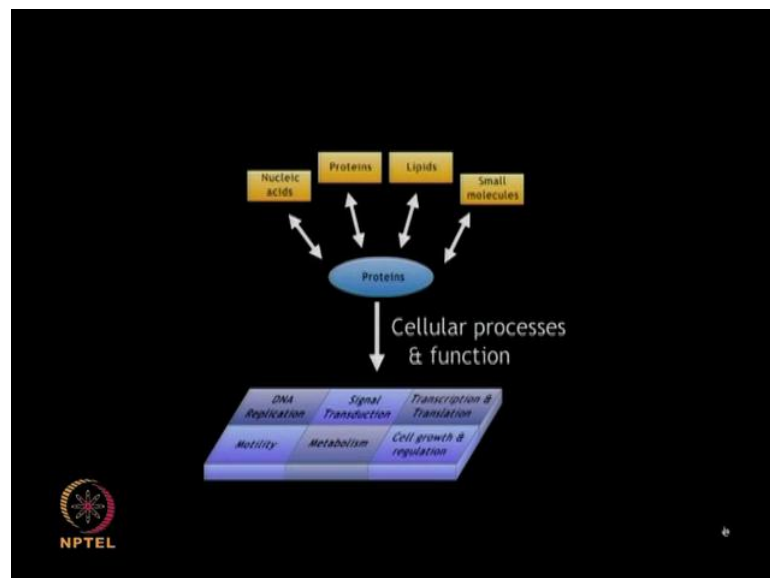 Nucleic
acids
Proteins
Lipids
Small
molecules
Proteins
Cellular processes
& function
DNA
Replication
Signal
Transduction
Transcription &
Translation
Motility
Metabolism
Cell growth &
regulation
NPTEL